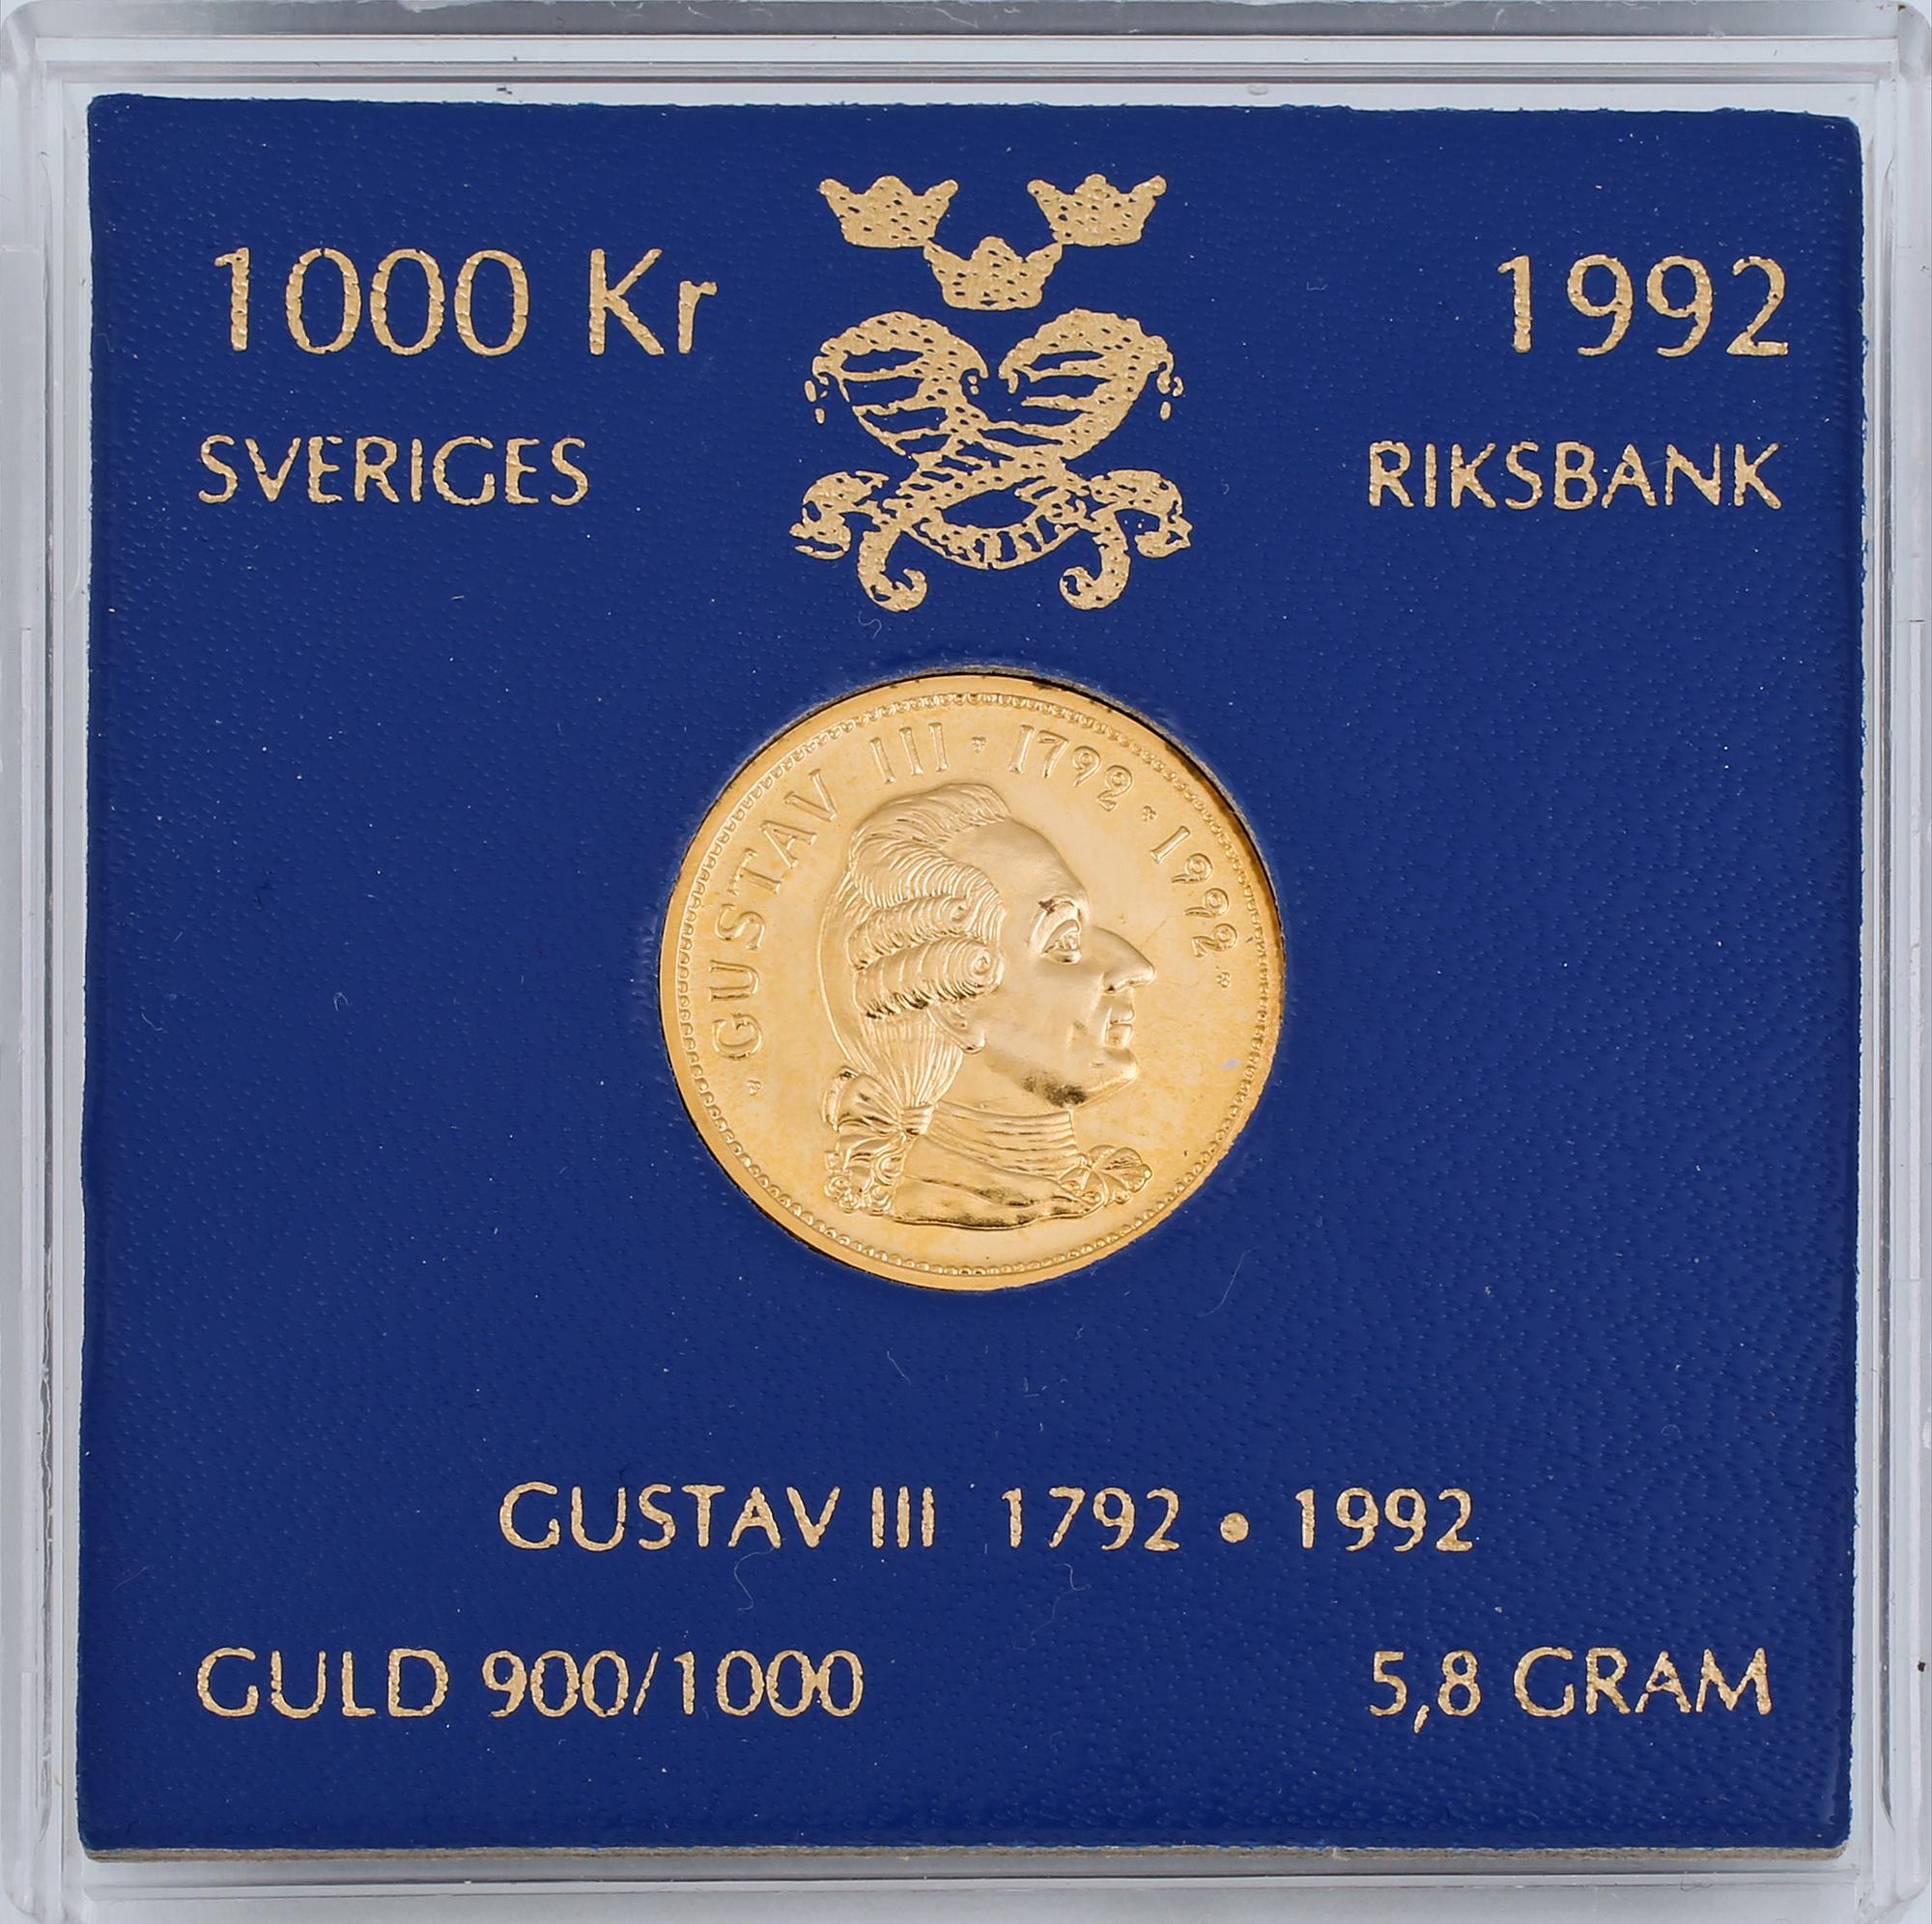 1000 Kr 1992
SVERIGES RIKSBANK
GUSTAV III · 1792 · 1992
GUSTAV III 1792 • 1992
GULD 900/1000 5,8 GRAM